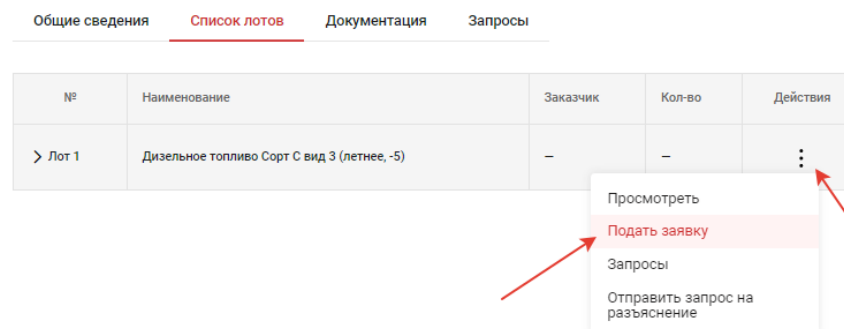 Общие сведения Список лотов Документация Запросы
№ Наименование Заказчик Кол-во Действия
Лот 1 Дизельное топливо Сорт С вид 3 (летнее, -5) – –
Просмотреть
Подать заявку
Запросы
Отправить запрос на
разъяснение